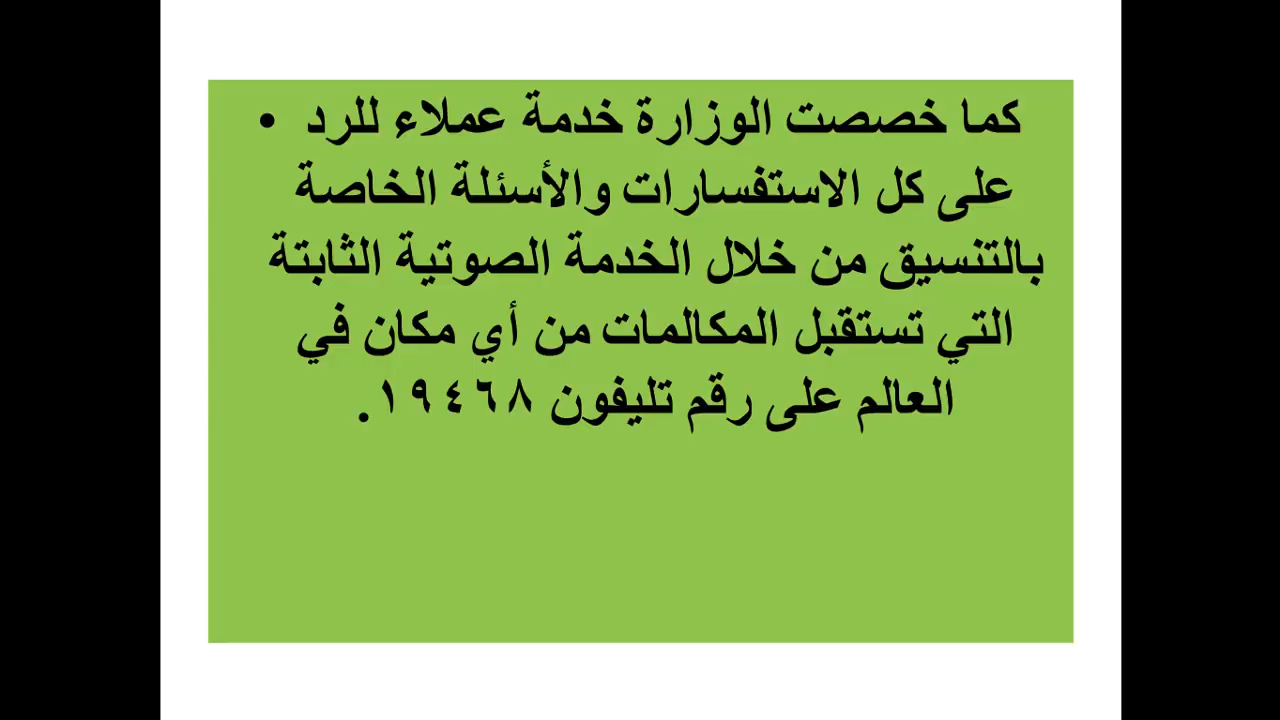 • كما خصصت الوزارة خدمة عملاء للرد
على كل الاستفسارات والأسئلة الخاصة
بالتنسيق من خلال الخدمة الصوتية الثابتة
التي تستقبل المكالمات من أي مكان في
العالم على رقم تليفون ١٩٤٦٨.